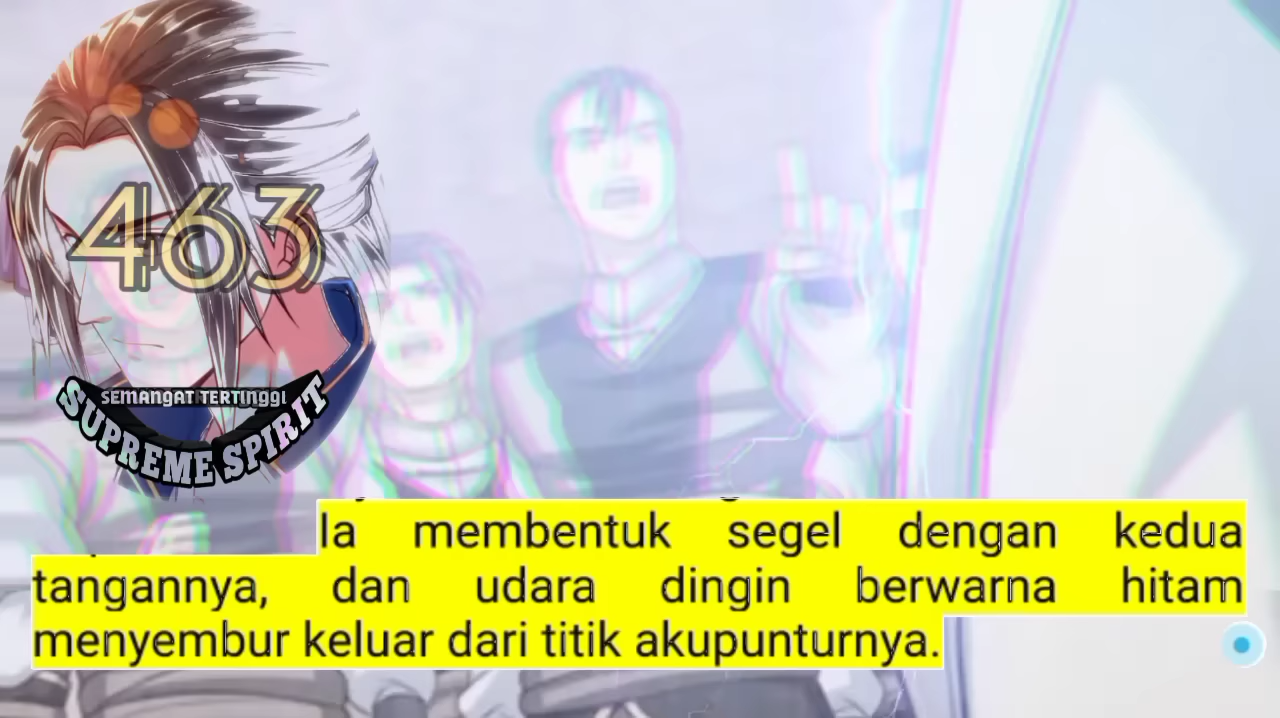 463
SEMANGAT TERTINGGI
SUPREME SPIRIT
Ia membentuk segel dengan kedua
tangannya, dan udara dingin berwarna hitam
menyembur keluar dari titik akupunturnya.